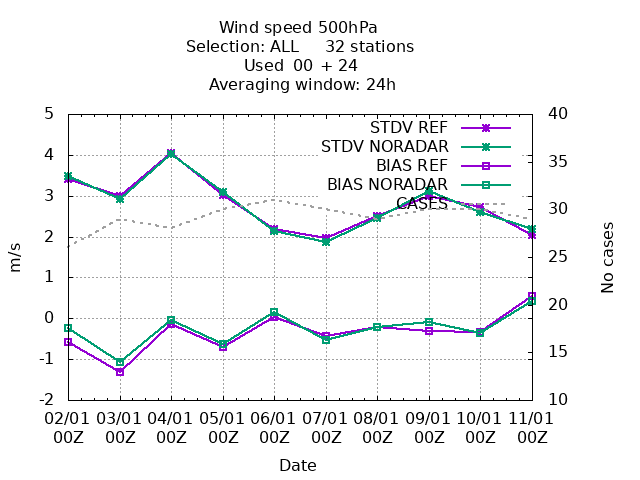 Wind speed 500hPa
Selection: ALL 32 stations
Used 00 + 24
Averaging window: 24h
5 40
STDV REF
STDV NORADAR
4 35
BIAS REF
BIAS NORADAR
3 30
CASES
2 25
m/s
No cases
1
0 20
-1 15
-2 10
02/01 03/01 04/01 05/01 06/01 07/01 08/01 09/01 10/01 11/01
00Z 00Z 00Z 00Z 00Z 00Z 00Z 00Z 00Z 00Z
Date